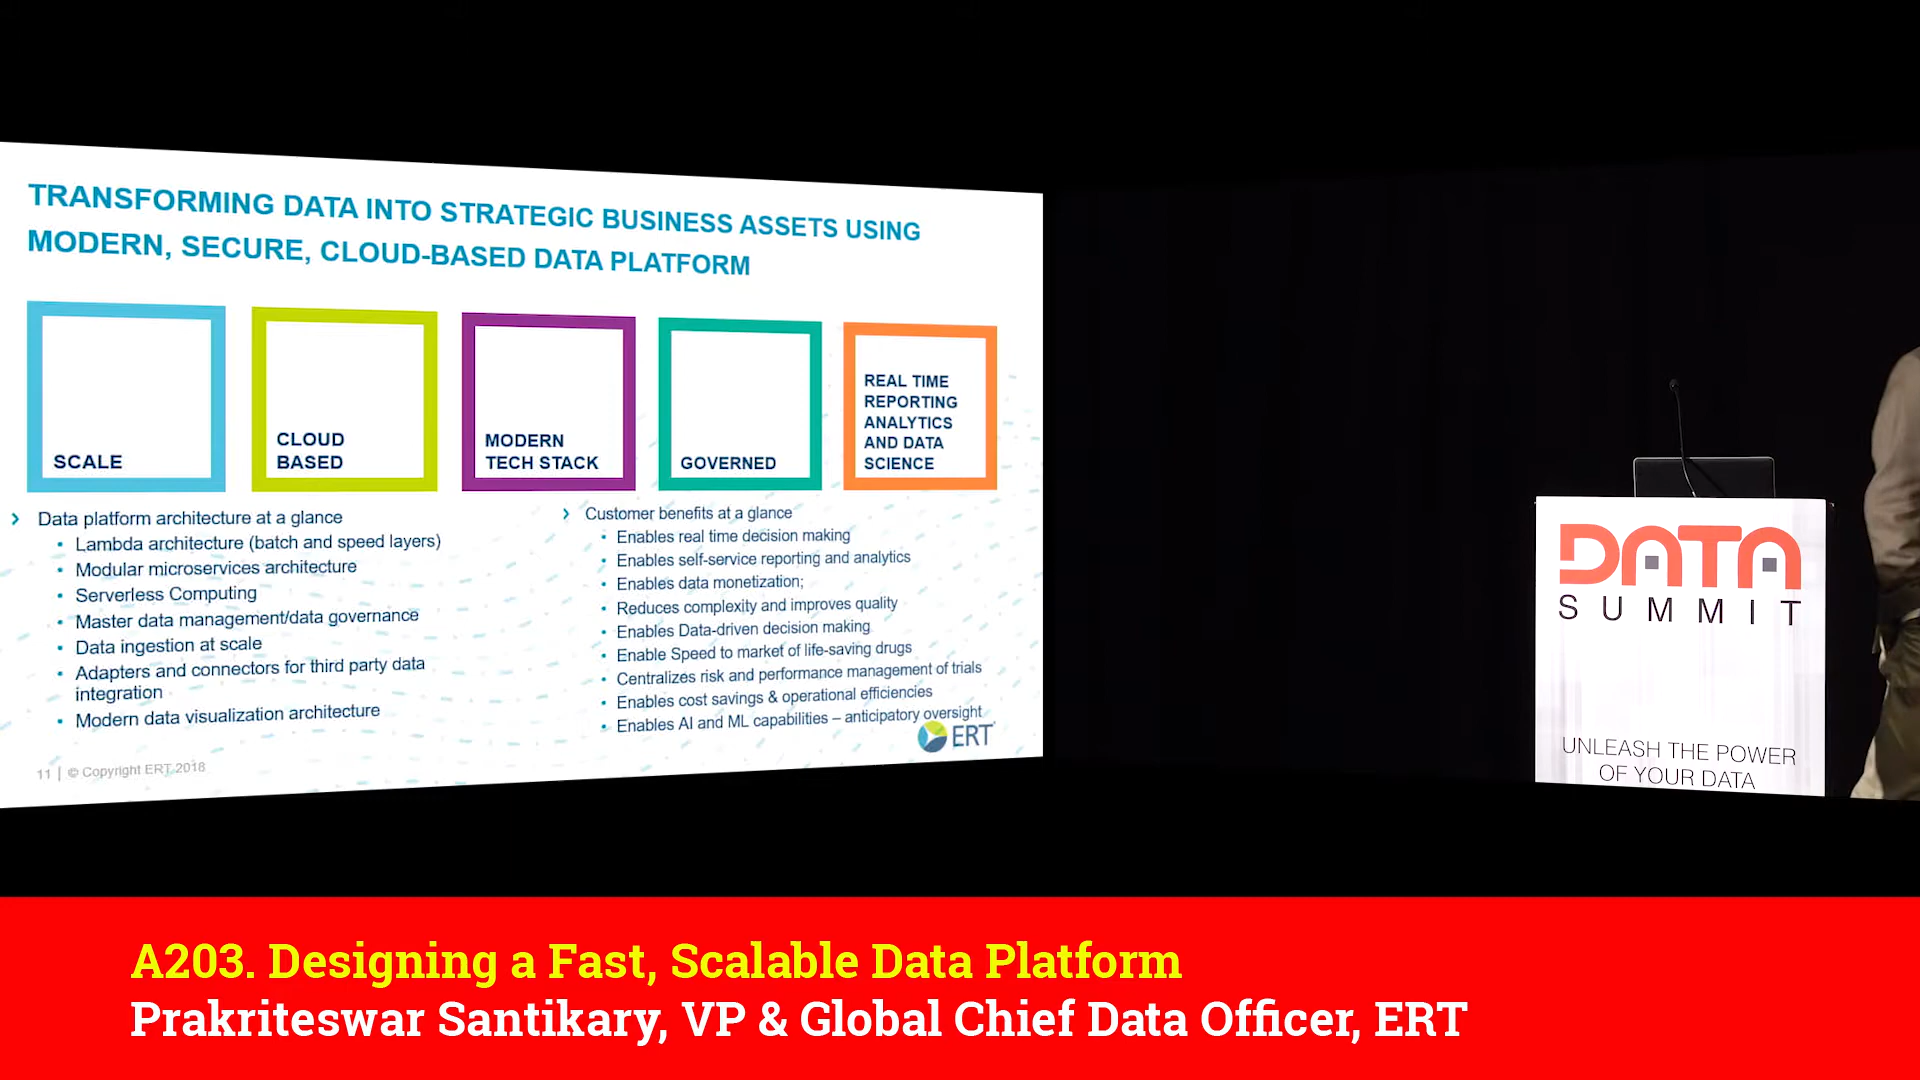 TRANSFORMING DATA INTO STRATEGIC BUSINESS ASSETS USING
MODERN, SECURE, CLOUD-BASED DATA PLATFORM
SCALE
CLOUD
BASED
MODERN
TECH STACK
GOVERNED
REAL TIME
REPORTING
ANALYTICS
AND DATA
SCIENCE
Data platform architecture at a glance
• Lambda architecture (batch and speed layers)
• Modular microservices architecture
• Serverless Computing
• Master data management/data governance
• Data ingestion at scale
• Adapters and connectors for third party data
integration
• Modern data visualization architecture
Customer benefits at a glance
• Enables real time decision making
• Enables self-service reporting and analytics
• Enables data monetization;
• Reduces complexity and improves quality
• Enables Data-driven decision making
• Enable Speed to market of life-saving drugs
• Centralizes risk and performance management of trials
• Enables cost savings & operational efficiencies
• Enables AI and ML capabilities – anticipatory oversight
ERT
11 | © Copyright ERT 2018
DATA
SUMMIT
UNLEASH THE POWER
OF YOUR DATA
A203. Designing a Fast, Scalable Data Platform
Prakriteswar Santikary, VP & Global Chief Data Officer, ERT